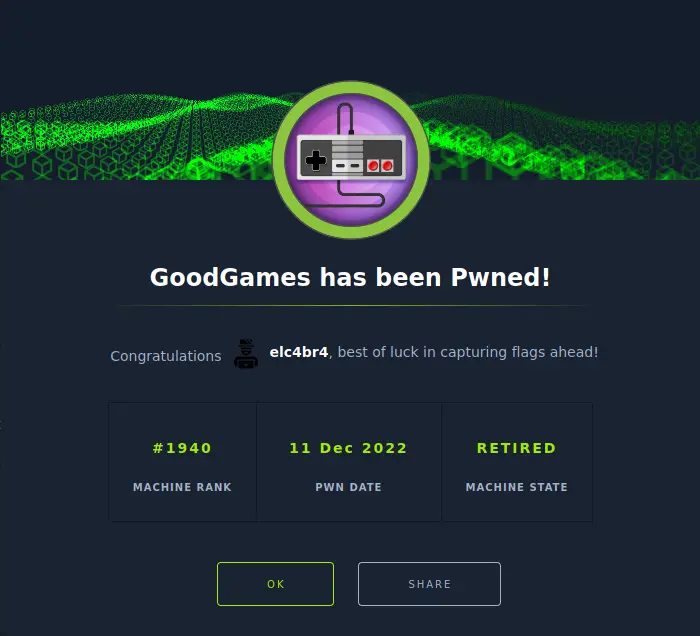 GoodGames has been Pwned!
Congratulations elc4br4, best of luck in capturing flags ahead!
#1940 11 Dec 2022 RETIRED
MACHINE RANK PWN DATE MACHINE STATE
OK SHARE